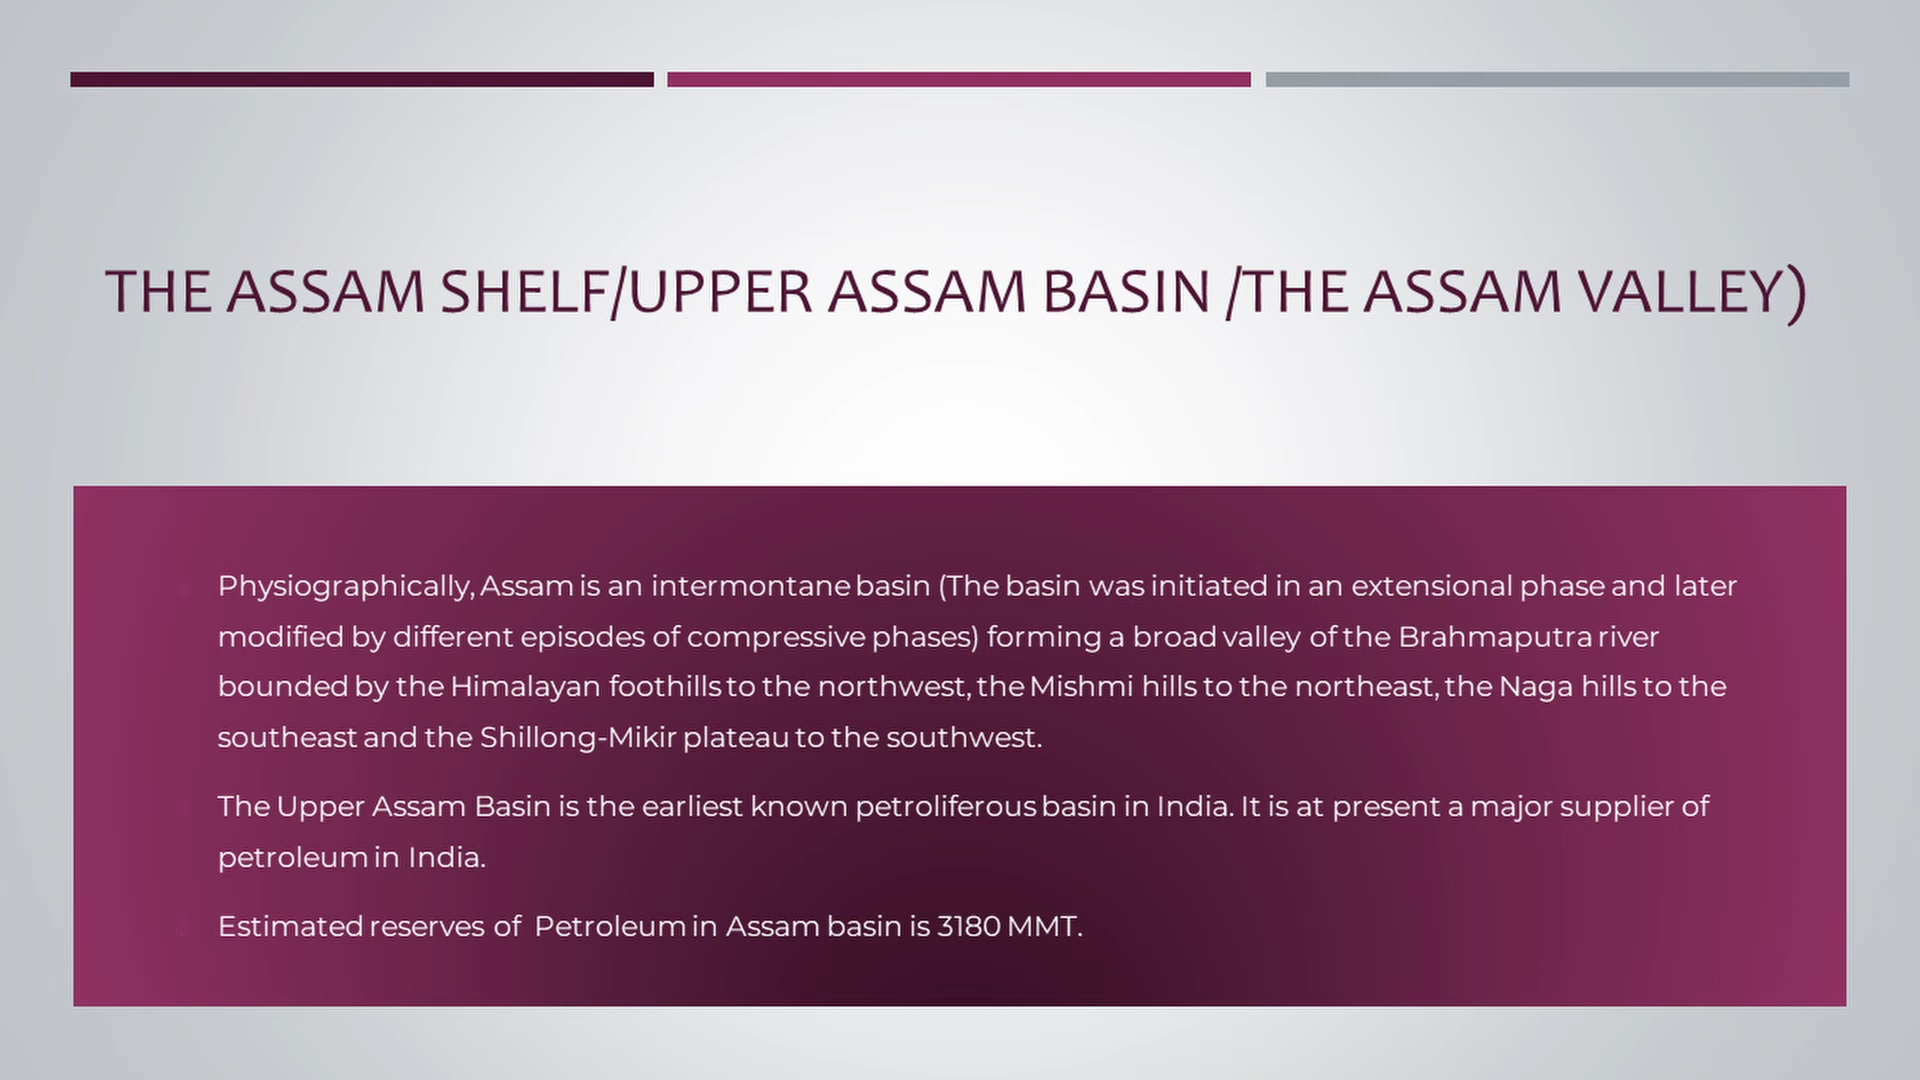 THE ASSAM SHELF/UPPER ASSAM BASIN /THE ASSAM VALLEY)
Physiographically, Assam is an intermontane basin (The basin was initiated in an extensional phase and later
modified by different episodes of compressive phases) forming a broad valley of the Brahmaputra river
bounded by the Himalayan foothills to the northwest, the Mishmi hills to the northeast, the Naga hills to the
southeast and the Shillong-Mikir plateau to the southwest.
The Upper Assam Basin is the earliest known petroliferous basin in India. It is at present a major supplier of
petroleum in India.
Estimated reserves of  Petroleum in Assam basin is 3180 MMT.